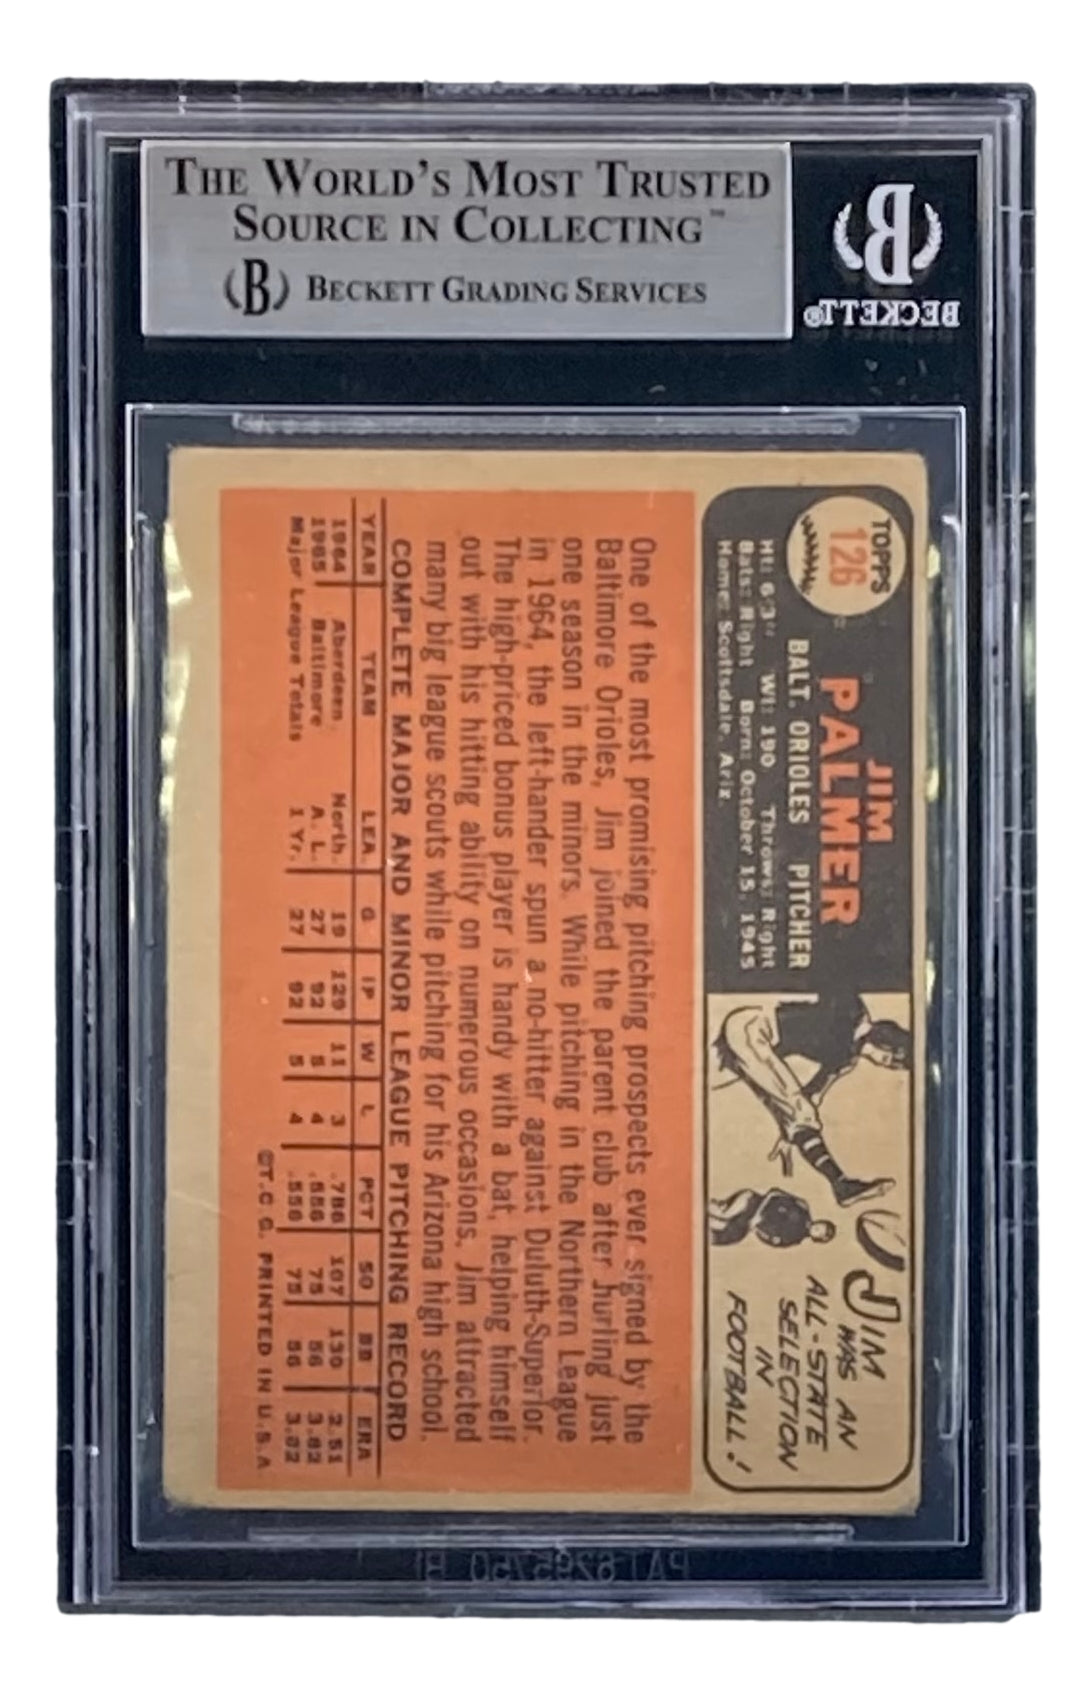 THE WORLD'S MOST TRUSTED
SOURCE IN COLLECTING™
(B) BECKETT GRADING SERVICES
B
BECKETT®
TOPPS
126
JIM
PALMER
BALT. ORIOLES PITCHER
Ht: 6'3" Wt: 190 Throws: Right
Bats: Right Born: October 15, 1945
Home: Scottsdale, Ariz.
JIM
WAS AN
ALL-STATE
SELECTION
IN
FOOTBALL!
One of the most promising pitching prospects ever signed by the
Baltimore Orioles, Jim joined the parent club after hurling just
one season in the minors. While pitching in the Northern League
in 1964, the left-hander spun a no-hitter against Duluth-Superior.
The high-priced bonus player is handy with a bat, helping himself
out with his hitting ability on numerous occasions. Jim attracted
many big league scouts while pitching for his Arizona high school.
COMPLETE MAJOR AND MINOR LEAGUE PITCHING RECORD
YEAR TEAM LEA. G IP W L PCT SO BB ERA
1964 Aberdeen North. 19 129 11 3 .786 107 130 2.51
1965 Baltimore A. L. 27 92 5 4 .556 75 56 3.82
Major League Totals 1 Yr. 27 92 5 4 .556 75 56 3.82
©T.C.G. PRINTED IN U.S.A.